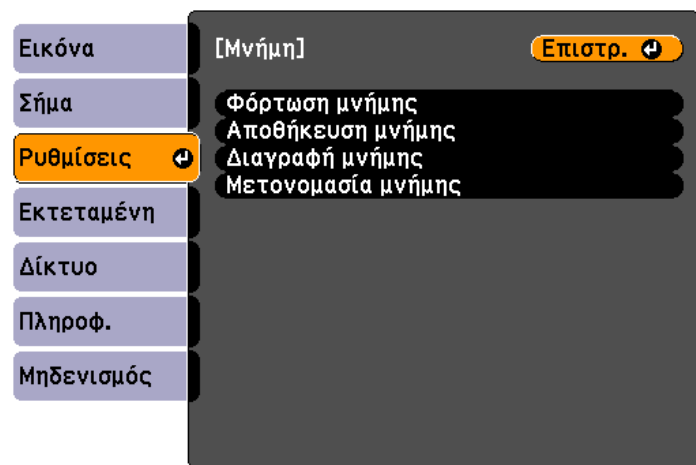 Εικόνα
Σήμα
Ρυθμίσεις
Εκτεταμένη
Δίκτυο
Πληροφ.
Μηδενισμός
[Μνήμη]
Επιστρ.
Φόρτωση μνήμης
Αποθήκευση μνήμης
Διαγραφή μνήμης
Μετονομασία μνήμης